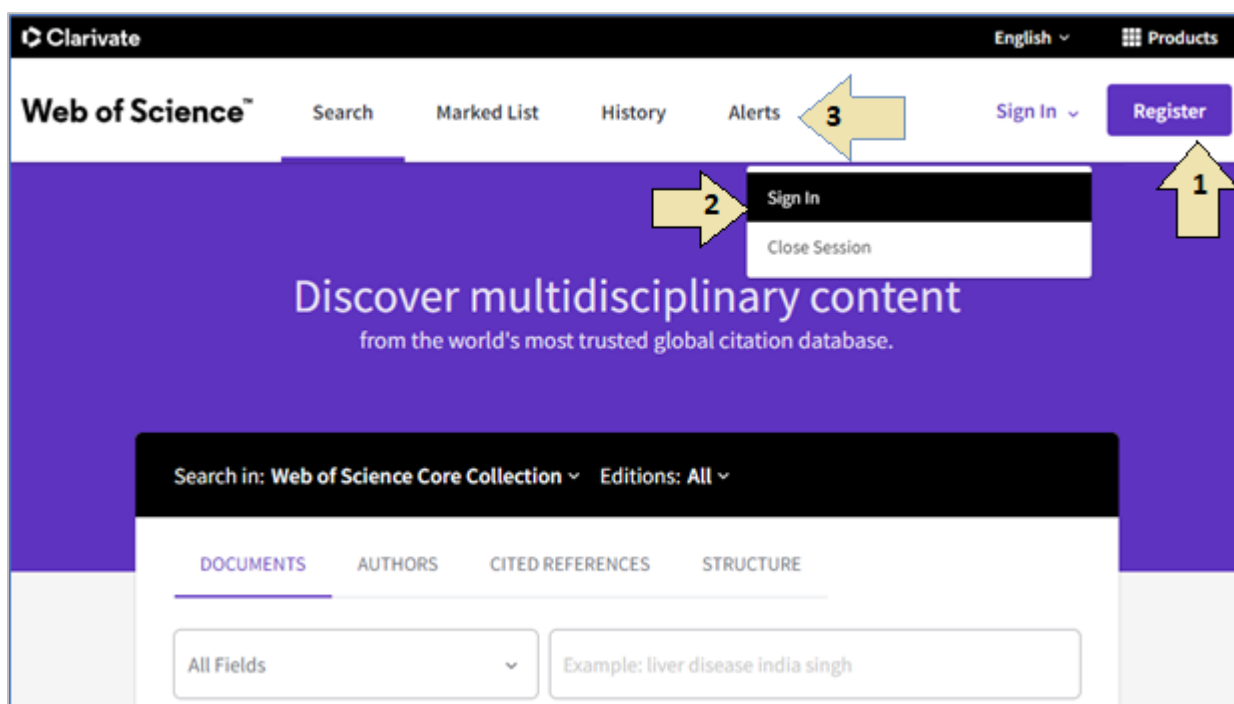 Clarivate English Products
Web of Science™ Search Marked List History Alerts 3 Sign In Register
1
2 Sign In
Close Session
Discover multidisciplinary content
from the world's most trusted global citation database.
Search in: Web of Science Core Collection Editions: All
DOCUMENTS AUTHORS CITED REFERENCES STRUCTURE
All Fields Example: liver disease india singh